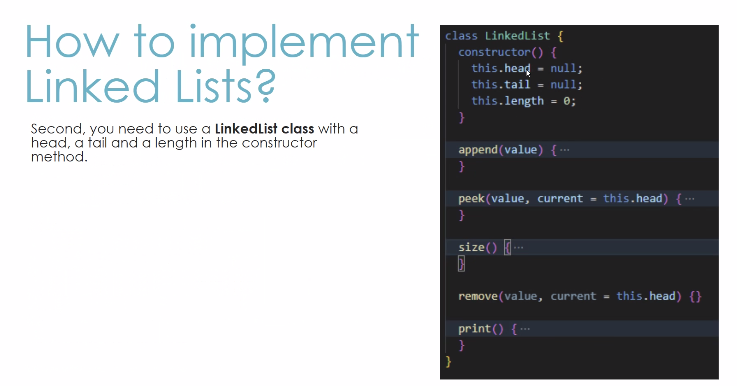 How to implement
Linked Lists?
Second, you need to use a LinkedList class with a
head, a tail and a length in the constructor
method.
class LinkedList {
constructor() {
this.head = null;
this.tail = null;
this.length = 0;
}
append(value) { ···
}
peek(value, current = this.head) { ···
}
size() { ···
}
remove(value, current = this.head) {}
print() { ···
}
}